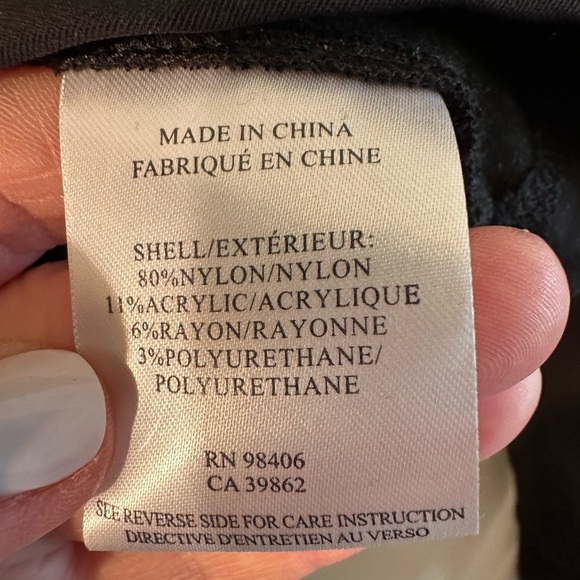 MADE IN CHINA
FABRIQUÉ EN CHINE
SHELL/EXTÉRIEUR:
80%NYLON/NYLON
11%ACRYLIC/ACRYLIQUE
6%RAYON/RAYONNE
3%POLYURETHANE/
POLYURETHANE
RN 98406
CA 39862
SEE REVERSE SIDE FOR CARE INSTRUCTION
DIRECTIVE D'ENTRETIEN AU VERSO